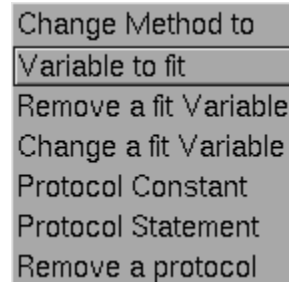 Change Method to
Variable to fit
Remove a fit Variable
Change a fit Variable
Protocol Constant
Protocol Statement
Remove a protocol